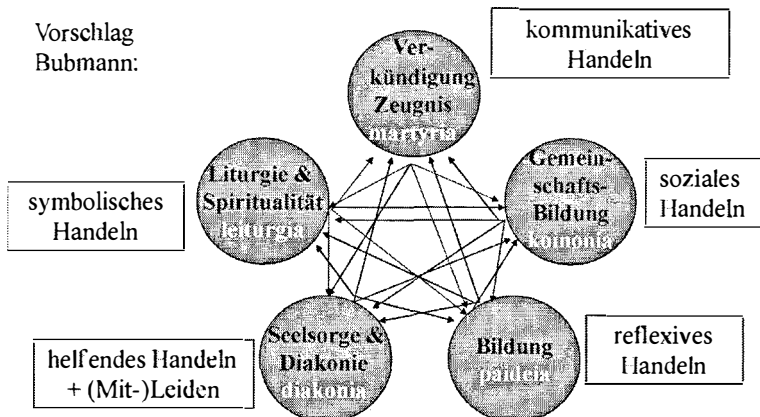 Vorschlag
Bubmann:
Ver-
kündigung
Zeugnis
martyria
kommunikatives
Handeln
Liturgie &
Spiritualität
leiturgia
symbolisches
Handeln
Gemein-
schafts-
Bildung
koinonia
soziales
Handeln
Seelsorge &
Diakonie
diakonia
helfendes Handeln
+ (Mit-)Leiden
Bildung
paideia
reflexives
Handeln